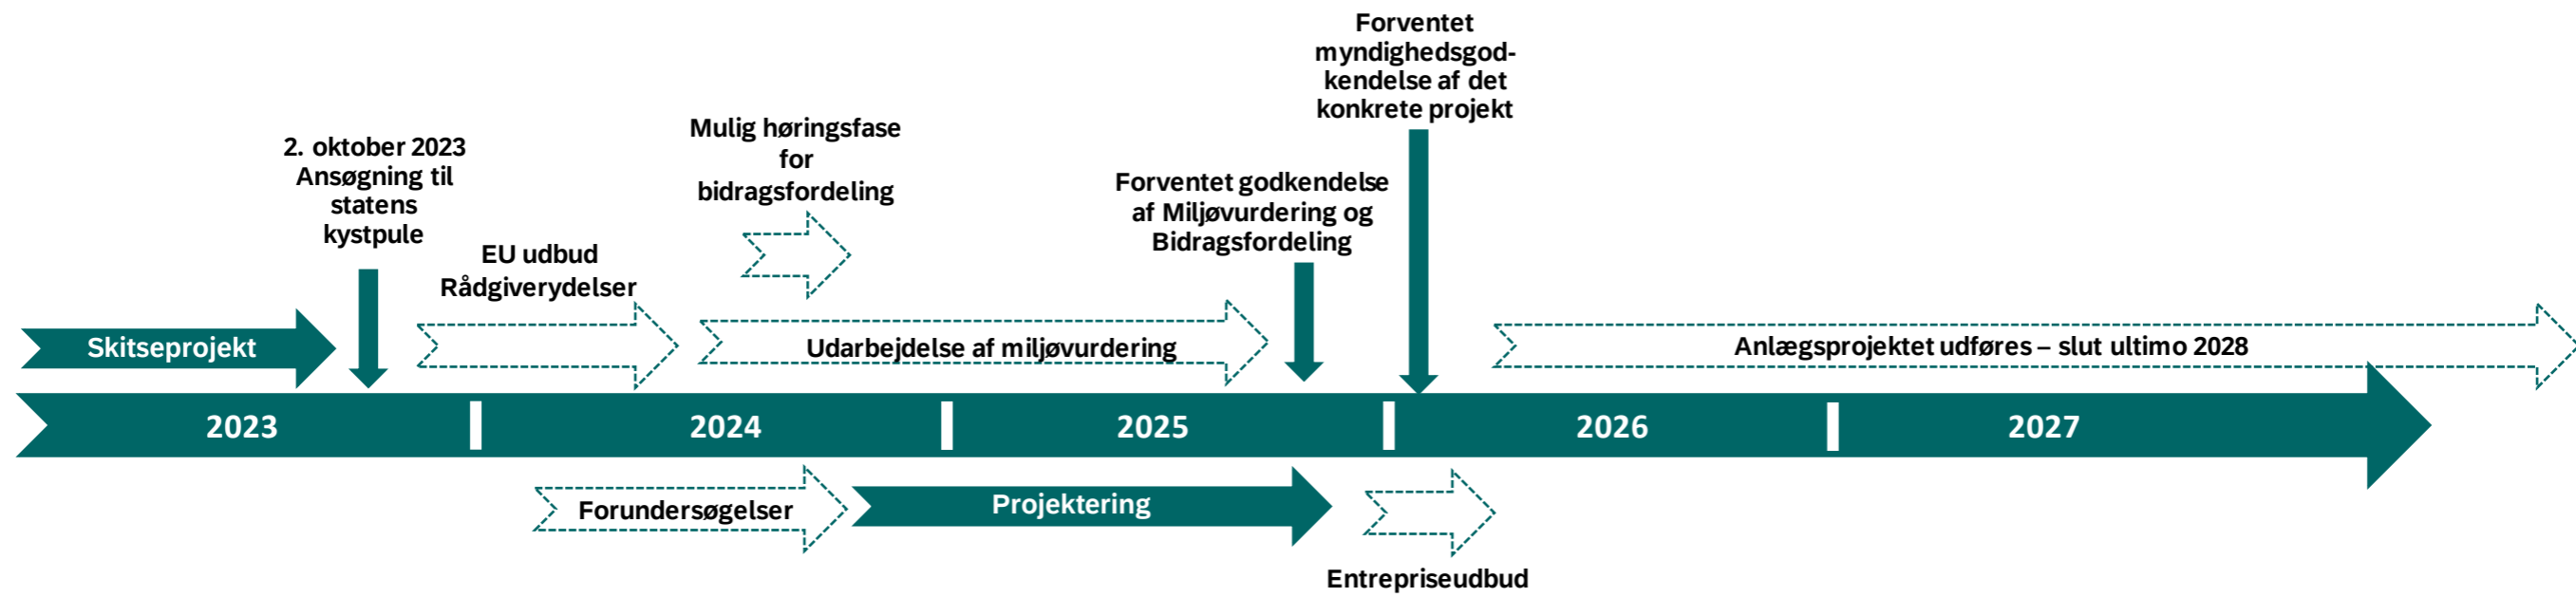 Forventet
myndighedsgod-
kendelse af det
konkrete projekt
Mulig høringsfase
for
bidragsfordeling
2. oktober 2023
Ansøgning til
statens
kystpule
Forventet godkendelse
af Miljøvurdering og
Bidragsfordeling
EU udbud
Rådgiverydelser
Skitseprojekt
Udarbejdelse af miljøvurdering
Anlægsprojektet udføres – slut ultimo 2028
2023
2024
2025
2026
2027
Forundersøgelser
Projektering
Entrepriseudbud